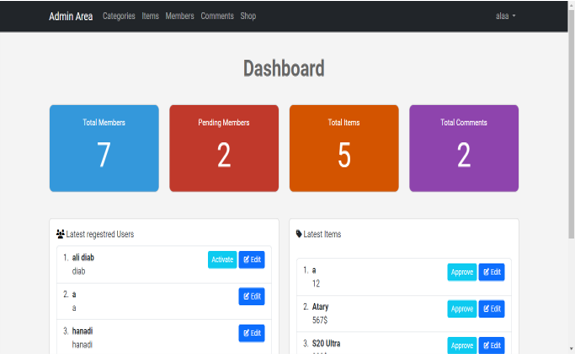 Admin Area Categories Items Members Comments Shop alaa
Dashboard
Total Members
7
Pending Members
2
Total Items
5
Total Comments
2
Latest regestred Users
1. ali diab Activate Edit
diab
2. a Edit
a
3. hanadi Edit
hanadi
Latest Items
1. a Approve Edit
12
2. Atary Approve Edit
567$
3. S20 Ultra Approve Edit